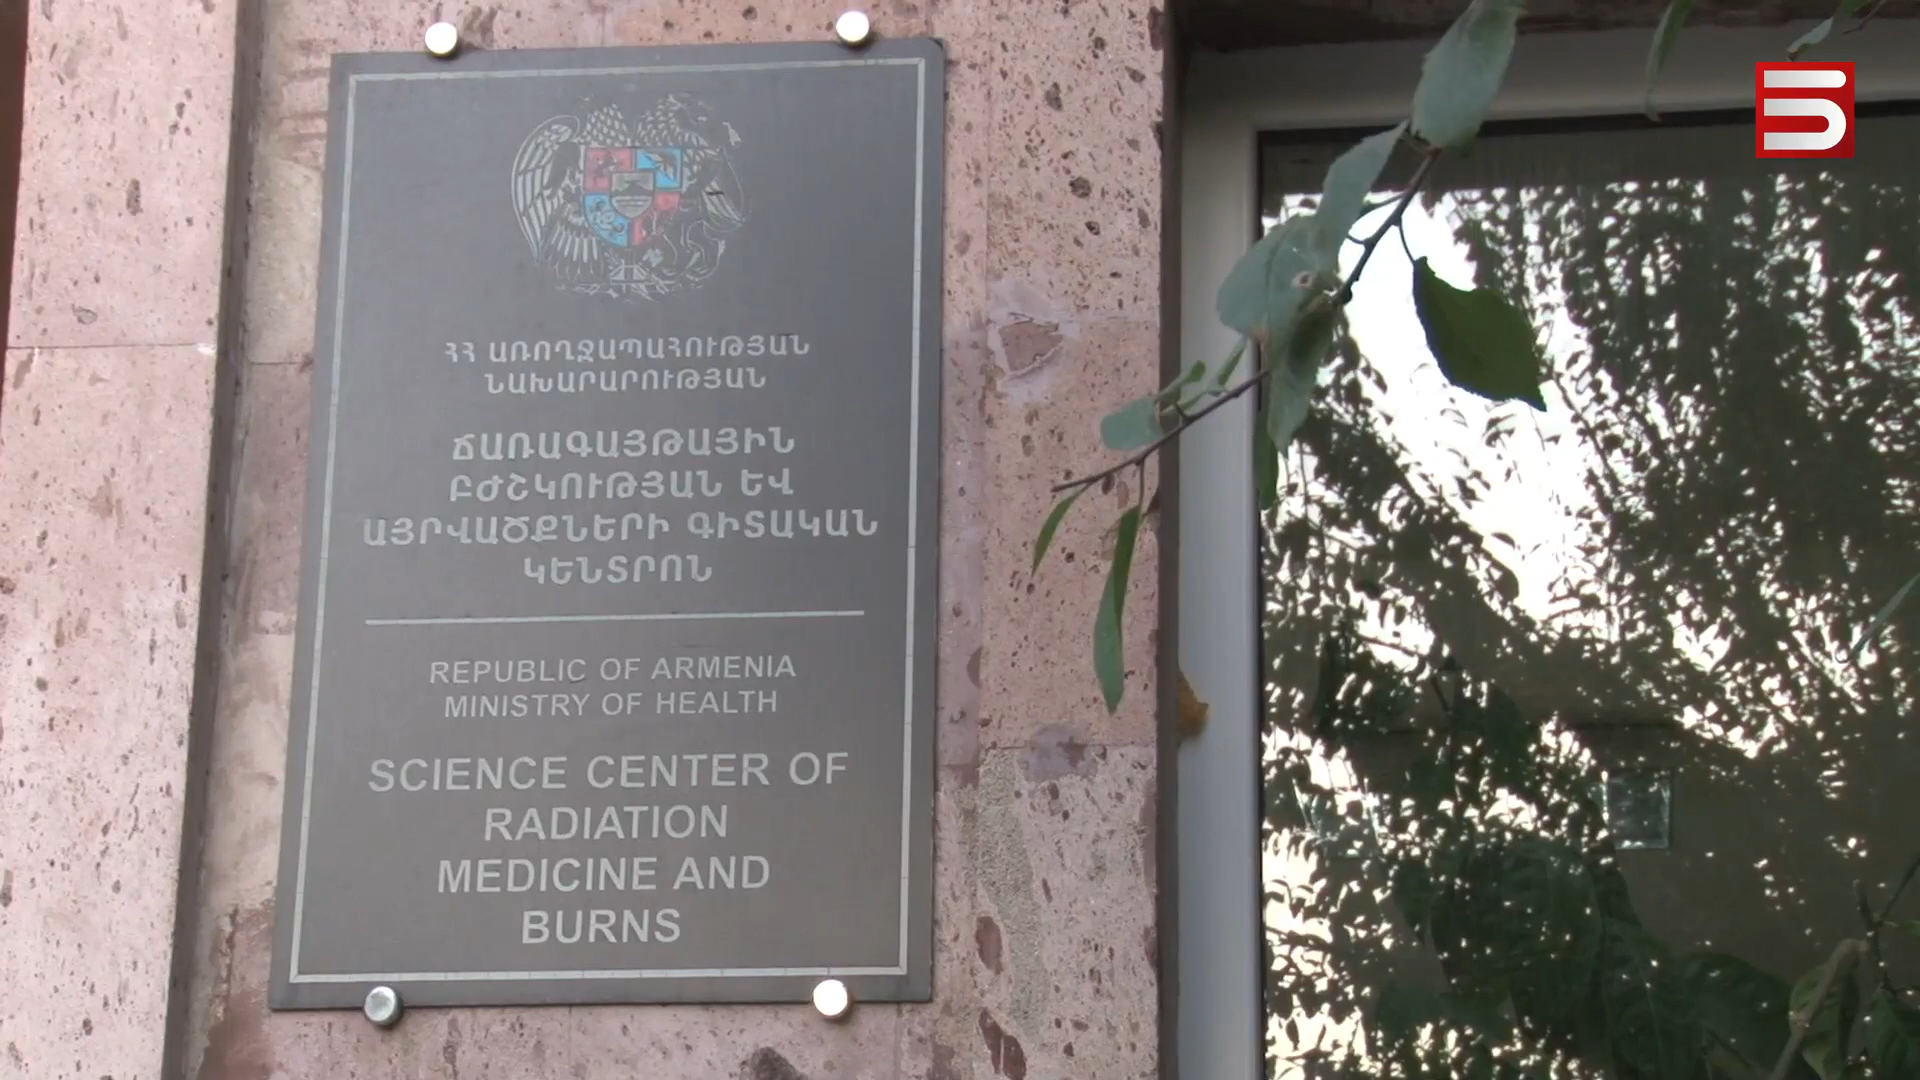 ՀՀ ԱՌՈՂՋԱՊԱՀՈՒԹՅԱՆ
ՆԱԽԱՐԱՐՈՒԹՅԱՆ
ՃԱՌԱԳԱՅԹԱՅԻՆ
ԲԺՇԿՈՒԹՅԱՆ ԵՎ
ԱՅՐՎԱԾՔՆԵՐԻ ԳԻՏԱԿԱՆ
ԿԵՆՏՐՈՆ
REPUBLIC OF ARMENIA
MINISTRY OF HEALTH
SCIENCE CENTER OF
RADIATION
MEDICINE AND
BURNS
5